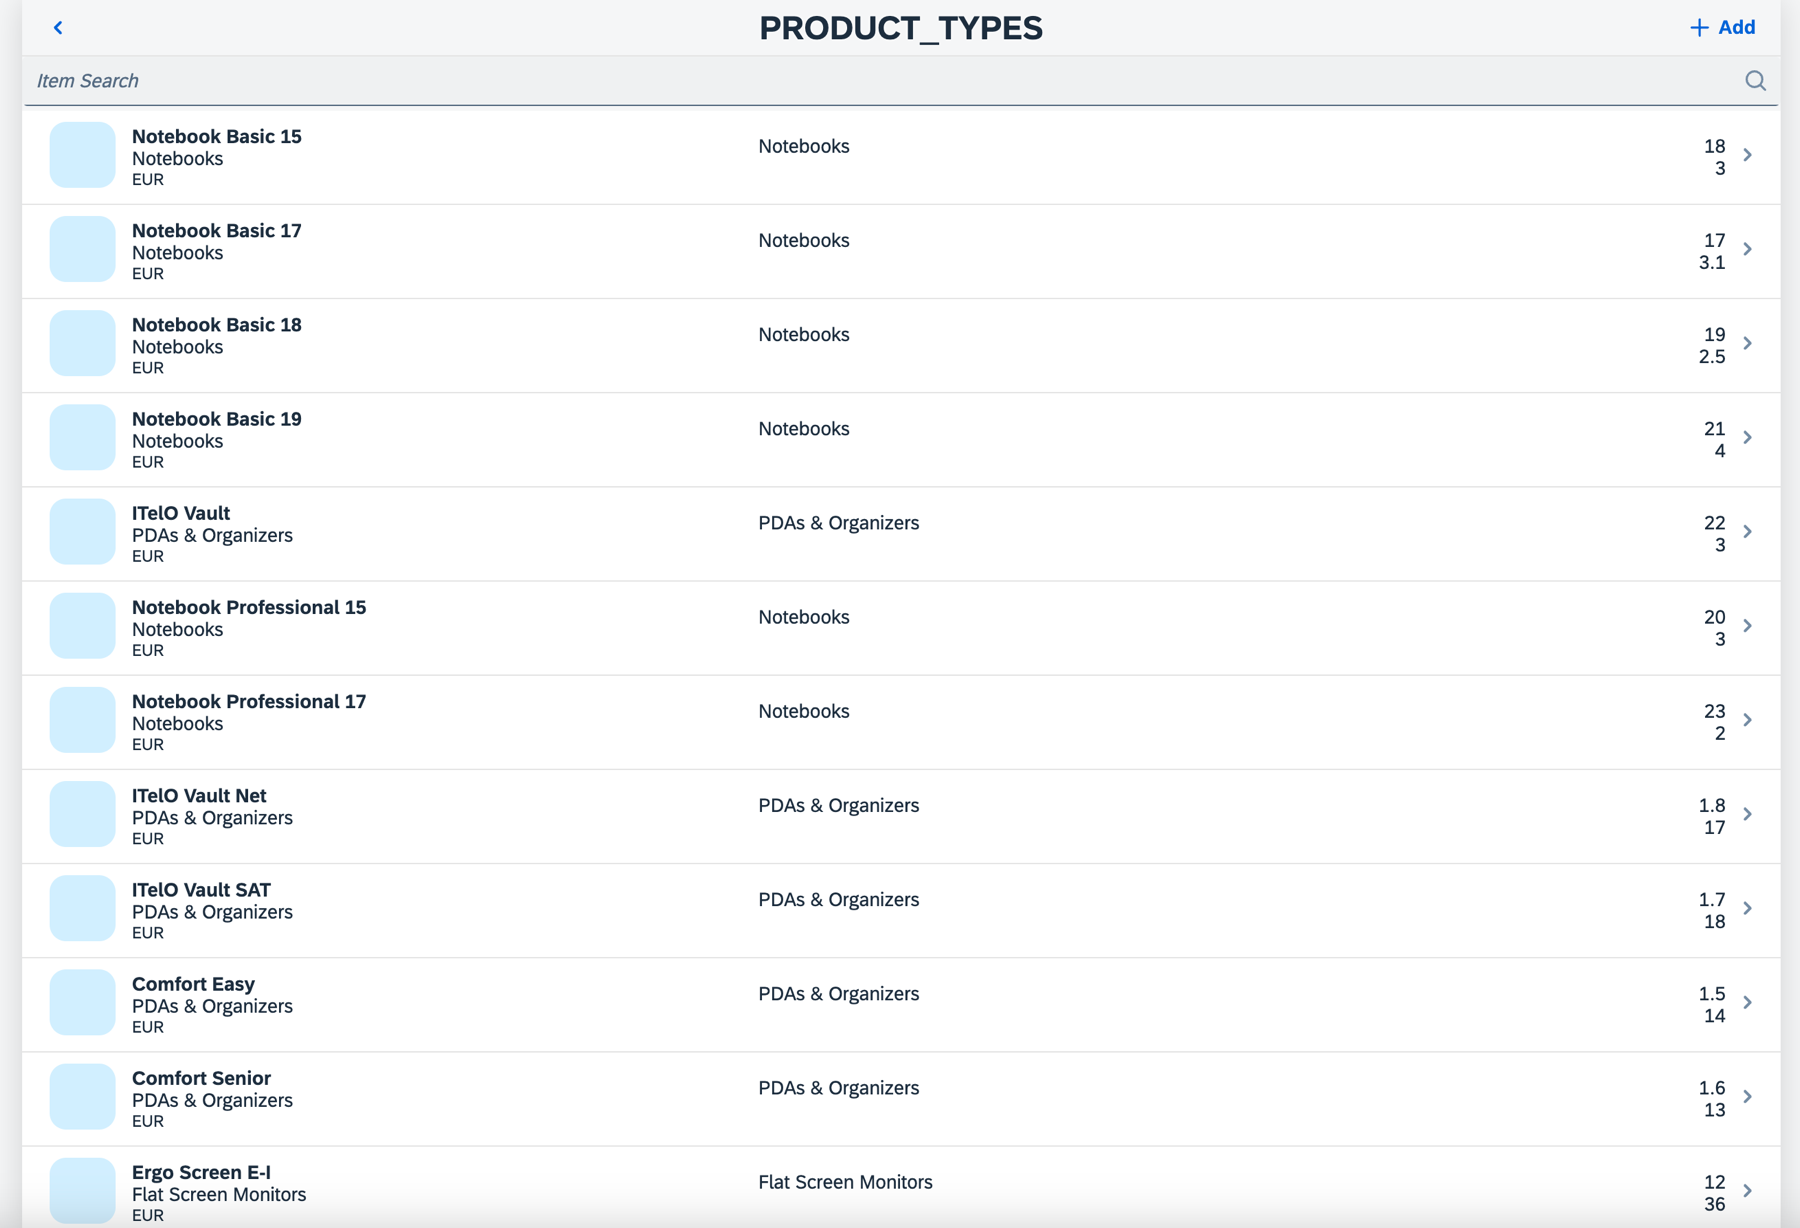 PRODUCT_TYPES
Add
Item Search
Notebook Basic 15
Notebooks
EUR
Notebooks
18
3
Notebook Basic 17
Notebooks
EUR
Notebooks
17
3.1
Notebook Basic 18
Notebooks
EUR
Notebooks
19
2.5
Notebook Basic 19
Notebooks
EUR
Notebooks
21
4
ITelO Vault
PDAs & Organizers
EUR
PDAs & Organizers
22
3
Notebook Professional 15
Notebooks
EUR
Notebooks
20
3
Notebook Professional 17
Notebooks
EUR
Notebooks
23
2
ITelO Vault Net
PDAs & Organizers
EUR
PDAs & Organizers
1.8
17
ITelO Vault SAT
PDAs & Organizers
EUR
PDAs & Organizers
1.7
18
Comfort Easy
PDAs & Organizers
EUR
PDAs & Organizers
1.5
14
Comfort Senior
PDAs & Organizers
EUR
PDAs & Organizers
1.6
13
Ergo Screen E-I
Flat Screen Monitors
EUR
Flat Screen Monitors
12
36